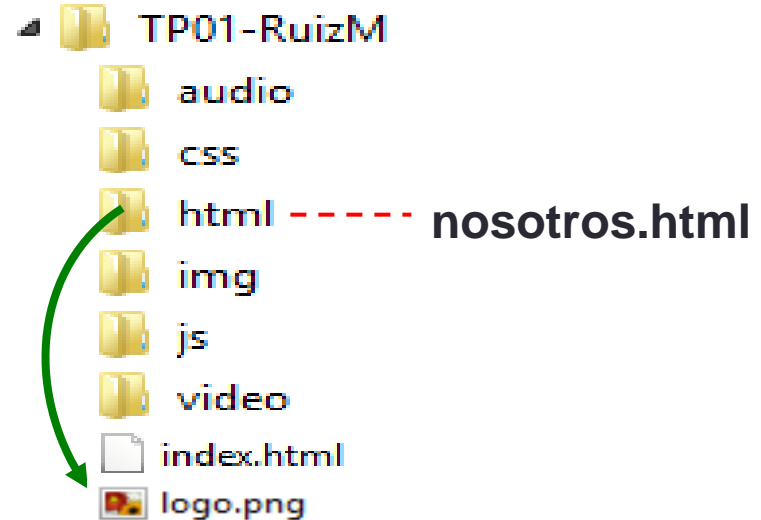 TP01-RuizM
audio
css
html nosotros.html
img
js
video
index.html
logo.png